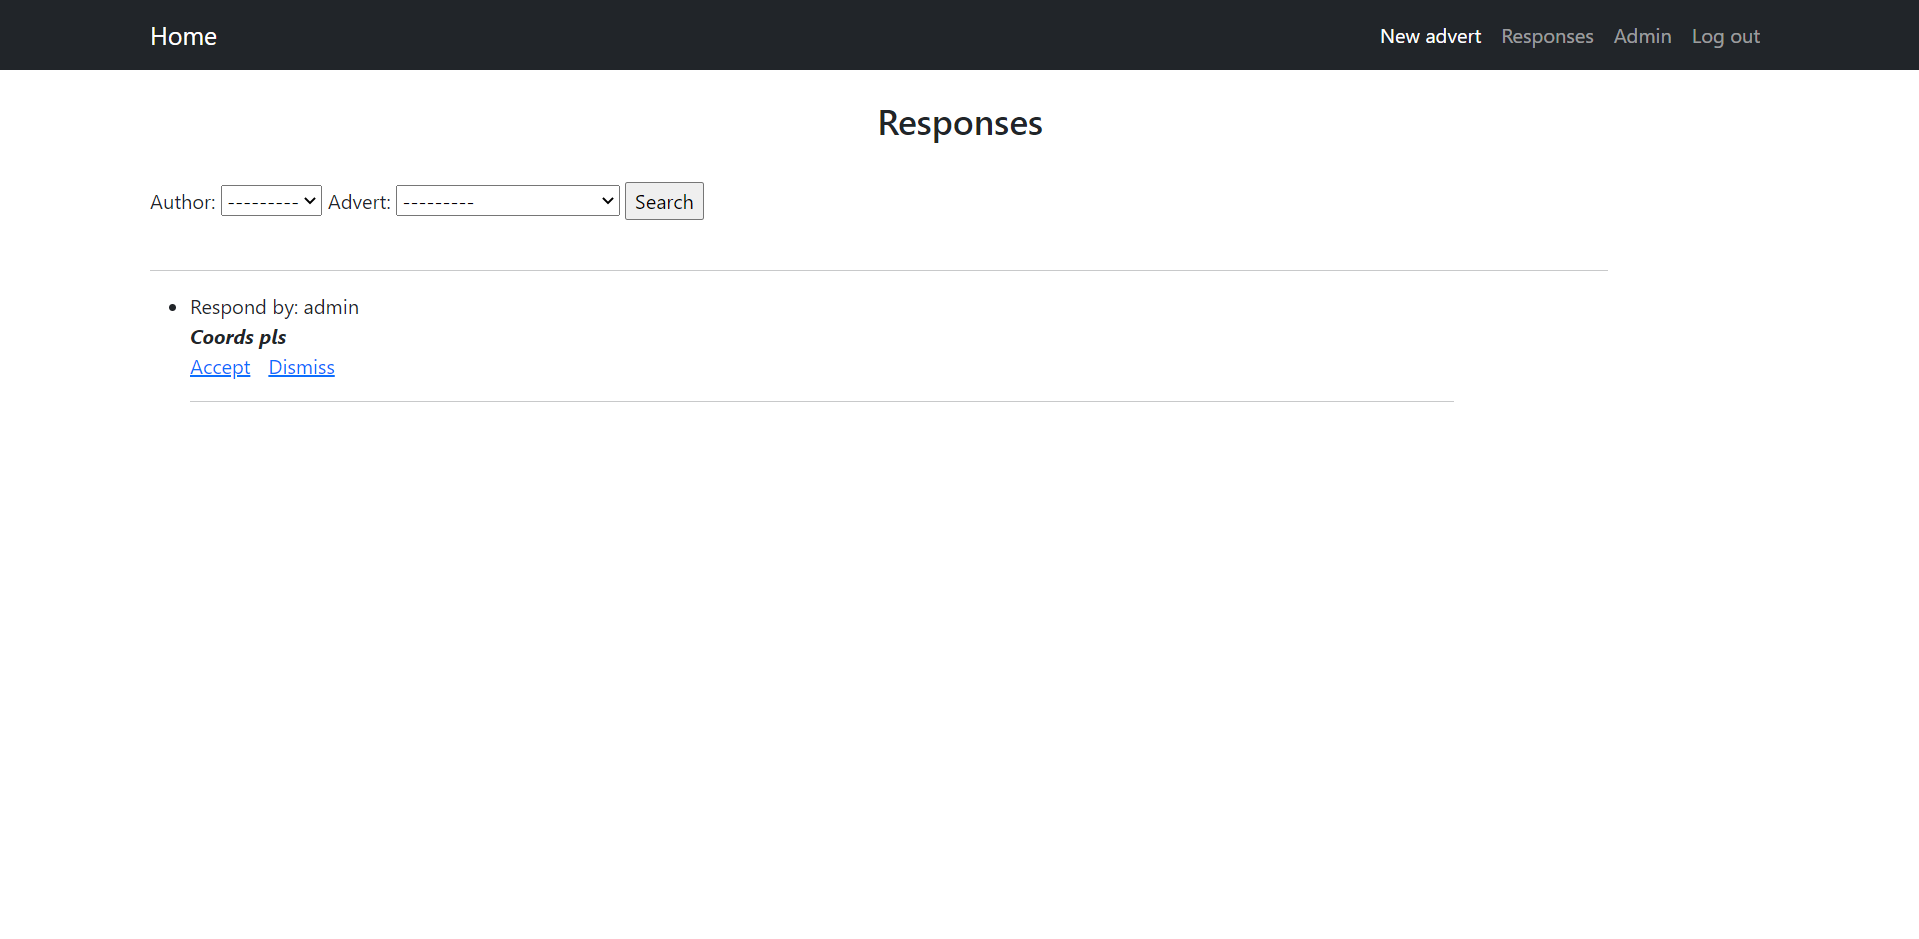 Home New advert Responses Admin Log out
Responses
Author: --------- Advert: --------- Search
Respond by: admin
Coords pls
Accept Dismiss